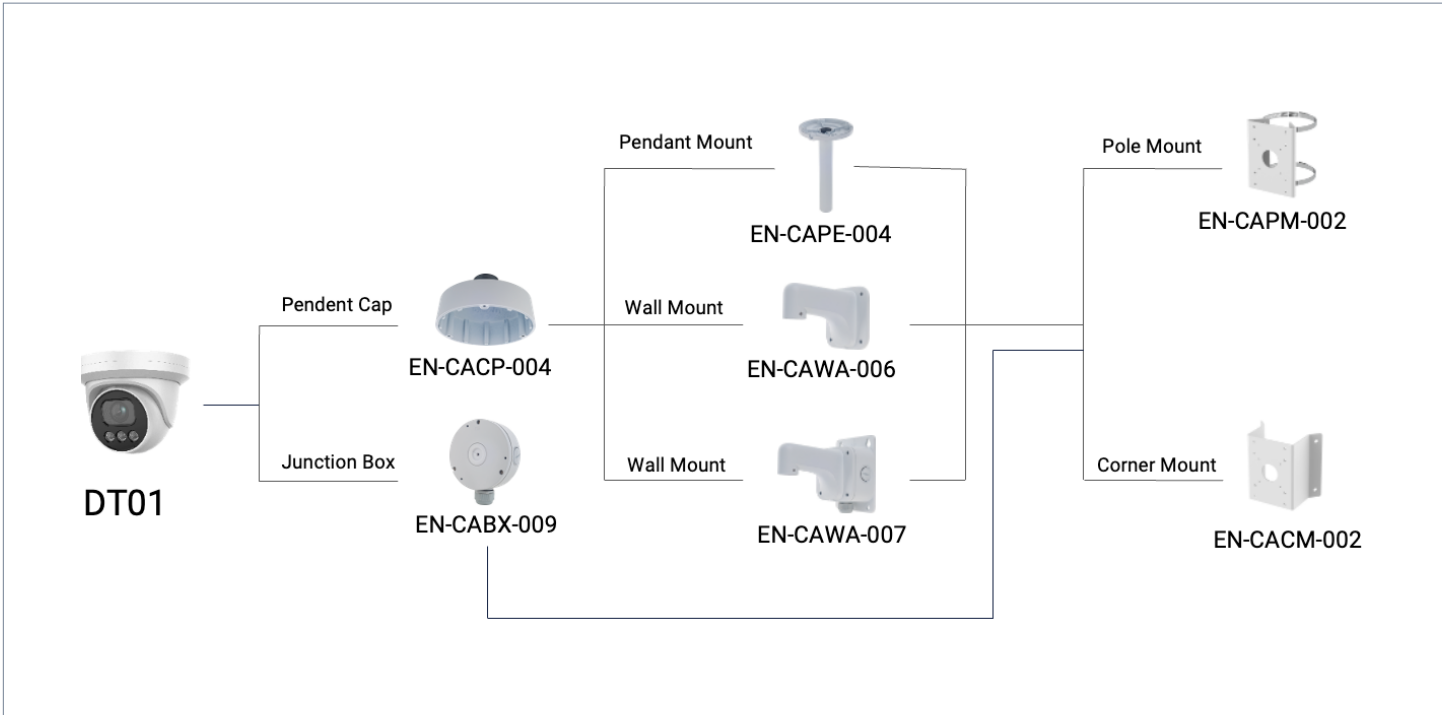 Pendant Mount
EN-CAPE-004
Pole Mount
EN-CAPM-002
Pendent Cap
EN-CACP-004
Wall Mount
EN-CAWA-006
DT01
Junction Box
EN-CABX-009
Wall Mount
EN-CAWA-007
Corner Mount
EN-CACM-002